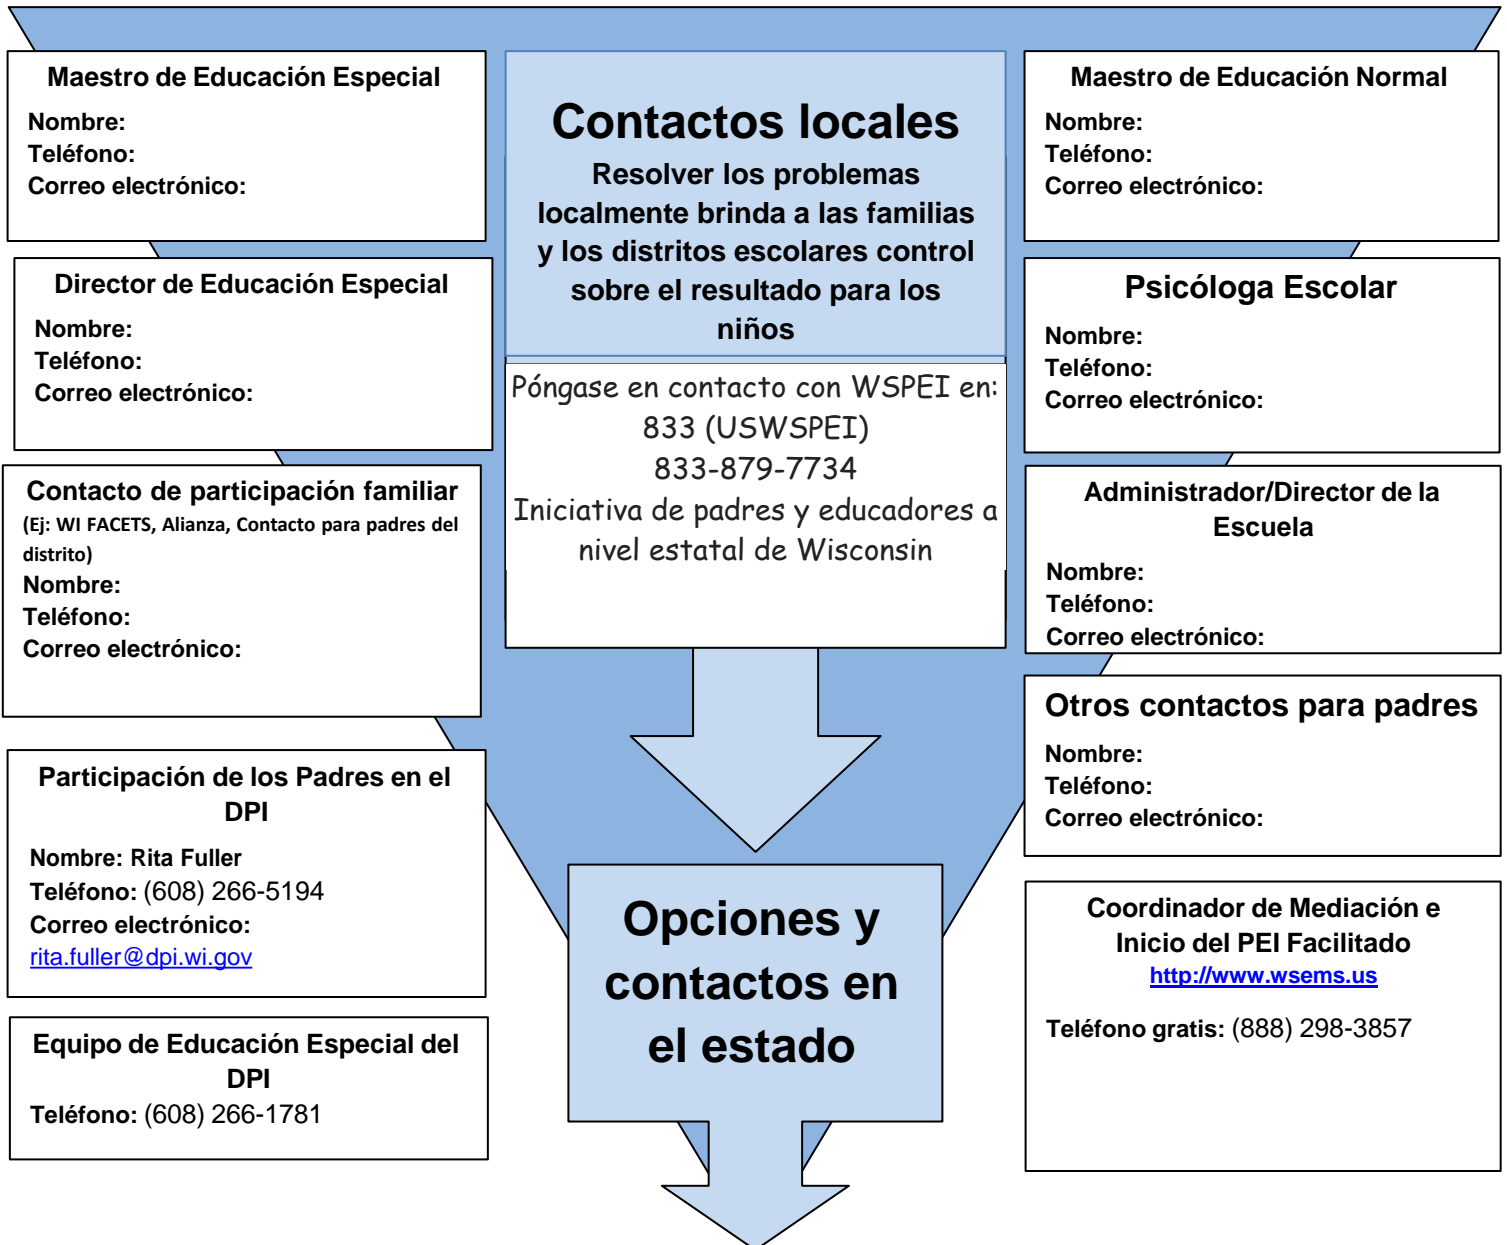 Maestro de Educación Especial
Nombre:
Teléfono:
Correo electrónico:
Director de Educación Especial
Nombre:
Teléfono:
Correo electrónico:
Contacto de participación familiar
(Ej: WI FACETS, Alianza, Contacto para padres del
distrito)
Nombre:
Teléfono:
Correo electrónico:
Contactos locales
Resolver los problemas
localmente brinda a las familias
y los distritos escolares control
sobre el resultado para los
niños
Póngase en contacto con WSPEI en:
833 (USWSPEI)
833-879-7734
Iniciativa de padres y educadores a
nivel estatal de Wisconsin
Maestro de Educación Normal
Nombre:
Teléfono:
Correo electrónico:
Psicóloga Escolar
Nombre:
Teléfono:
Correo electrónico:
Administrador/Director de la
Escuela
Nombre:
Teléfono:
Correo electrónico:
Otros contactos para padres
Nombre:
Teléfono:
Correo electrónico:
Participación de los Padres en el
DPI
Nombre: Rita Fuller
Teléfono: (608) 266-5194
Correo electrónico:
rita.fuller@dpi.wi.gov
Equipo de Educación Especial del
DPI
Teléfono: (608) 266-1781
Opciones y
contactos en
el estado
Coordinador de Mediación e
Inicio del PEI Facilitado
http://www.wsems.us
Teléfono gratis: (888) 298-3857